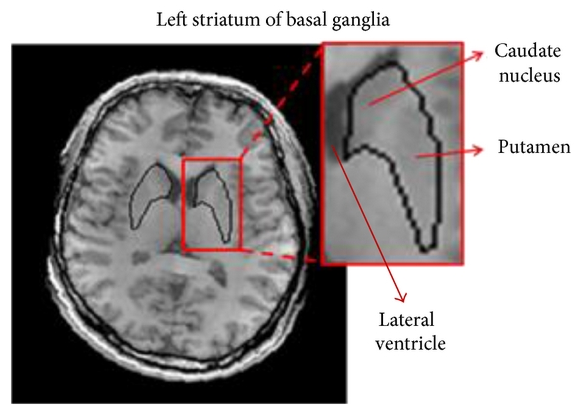 Left striatum of basal ganglia
Caudate
nucleus
Putamen
Lateral
ventricle